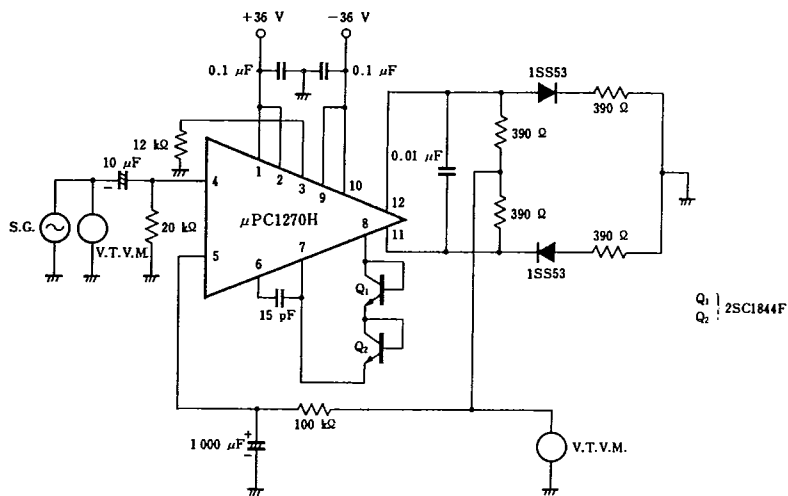 +36 V
−36 V
0.1 μF
0.1 μF
1SS53
390 Ω
12 kΩ
390 Ω
10 μF
−
0.01 μF
1
2
3
9
10
4
μPC1270H
12
11
S.G.
V.T.V.M.
20 kΩ
390 Ω
390 Ω
5
8
7
6
1SS53
15 pF
Q₁
Q₂
Q₁
Q₂
2SC1844F
100 kΩ
+
1 000 μF
−
V.T.V.M.